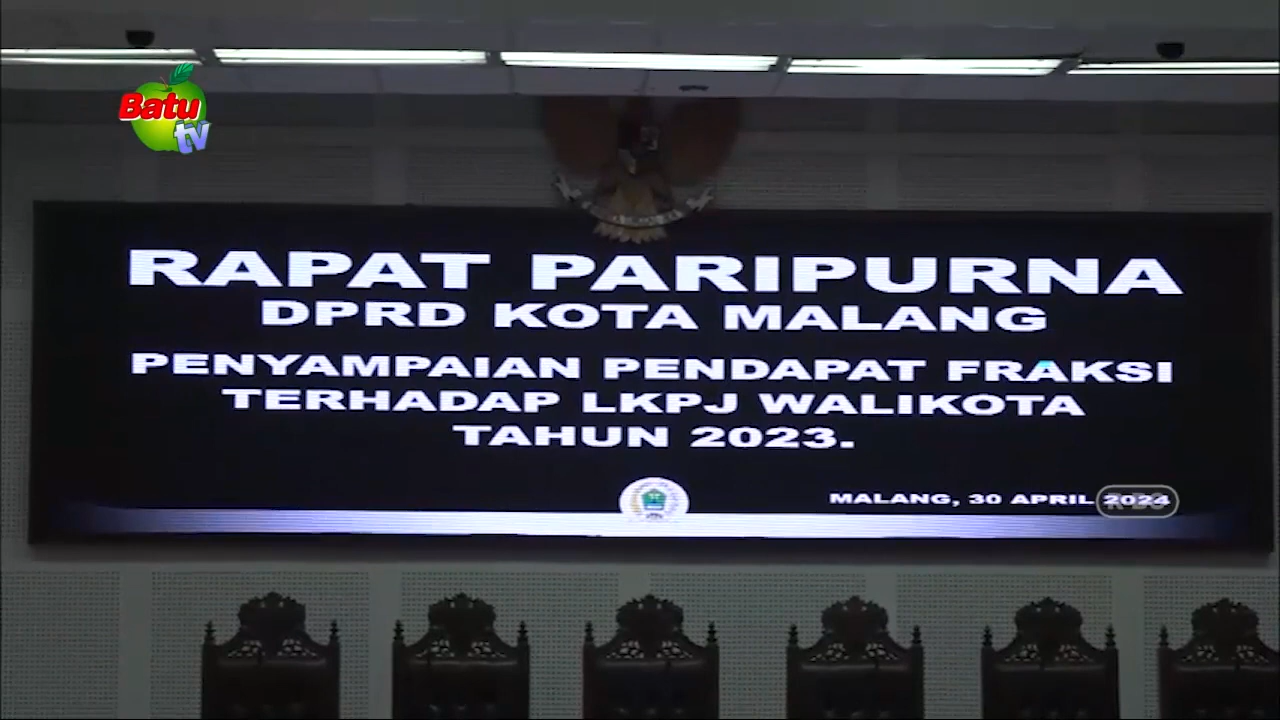 Batu
tv
RAPAT PARIPURNA
DPRD KOTA MALANG
PENYAMPAIAN PENDAPAT FRAKSI
TERHADAP LKPJ WALIKOTA
TAHUN 2023.
MALANG, 30 APRIL 2024